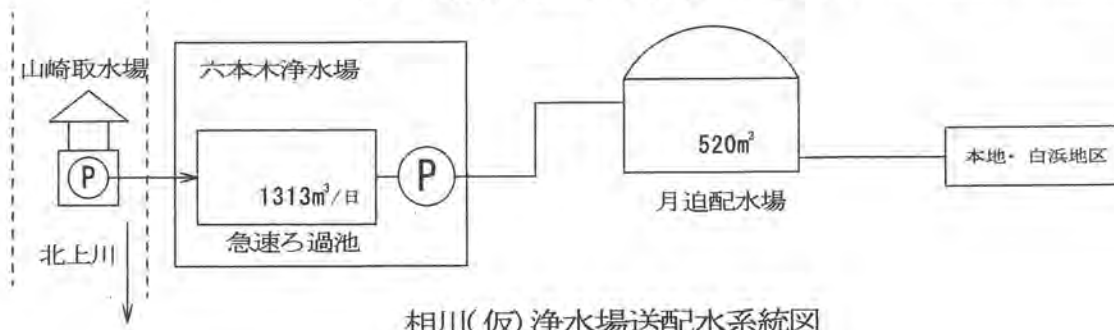 山崎取水場
六本木浄水場
P
1313m³/日
P
急速ろ過池
北上川
520m³
月迫配水場
本地・白浜地区
相川(仮)浄水場送配水系統図